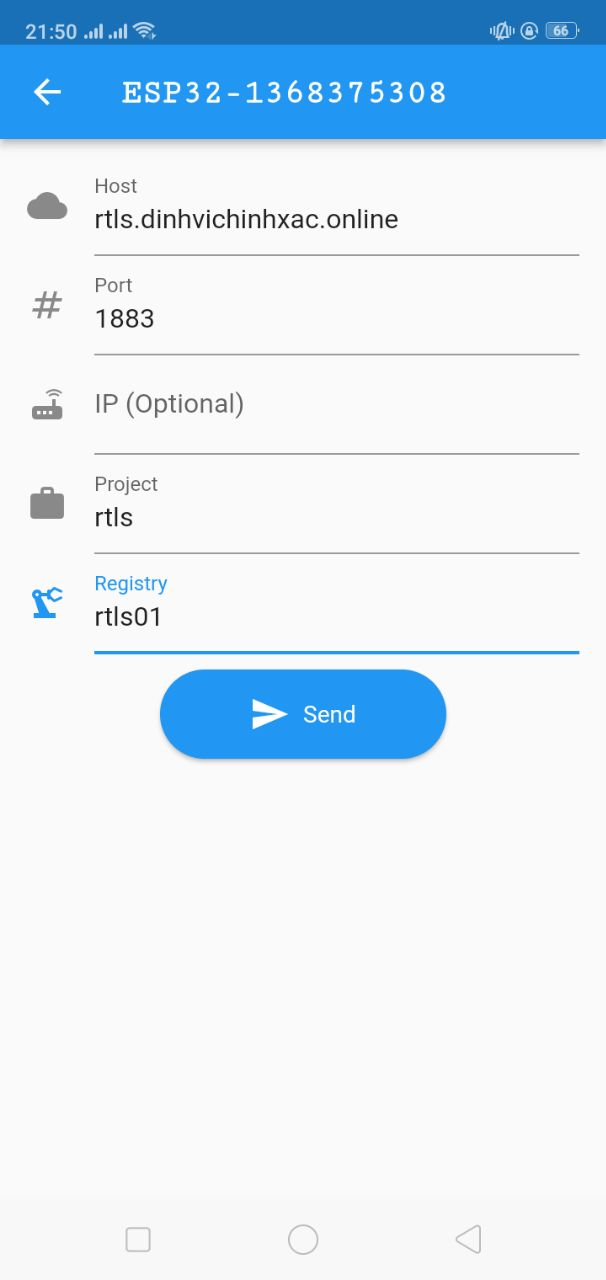 21:50
66
ESP32-1368375308
Host
rtls.dinhvichinhxac.online
Port
1883
IP (Optional)
Project
rtls
Registry
rtls01
Send